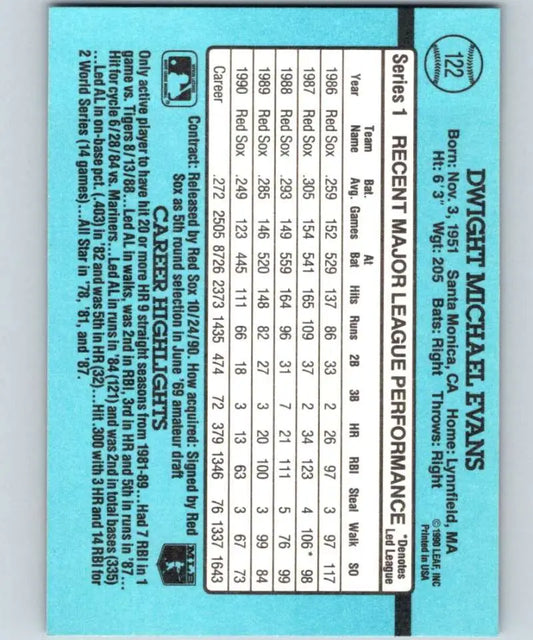 122
DWIGHT MICHAEL EVANS
©1990 LEAF, INC.
Printed in USA
Born: Nov. 3, 1951 Santa Monica, CA Home: Lynnfield, MA
Ht: 6'3" Wgt: 205 Bats: Right Throws: Right
Series 1 RECENT MAJOR LEAGUE PERFORMANCE *Denotes Led League
Year Team Name Bat. Avg. Games At Bat Hits Runs 2B 3B HR RBI Steal Walk SO
1986 Red Sox .259 152 529 137 86 33 2 26 97 3 97 117
1987 Red Sox .305 154 541 165 109 37 2 34 123 4 106* 98
1988 Red Sox .293 149 559 164 96 31 7 21 111 5 76 99
1989 Red Sox .285 146 520 148 82 27 3 20 100 3 99 84
1990 Red Sox .249 123 445 111 66 18 3 13 63 3 67 73
Career .272 2505 8726 2373 1435 474 72 379 1346 76 1337 1643
Contract: Released by Red Sox 10/24/90. How acquired: Signed by Red
Sox as 5th round selection in June '69 amateur draft
MLB
CAREER HIGHLIGHTS
Only active player to have hit 20 or more HR 9 straight seasons from 1981-89...Had 7 RBI in 1
game vs. Tigers 8/13/88...Led AL in walks, was 2nd in RBI, 3rd in HR and 5th in runs in '87...
Hit for cycle 6/28/84 vs. Mariners...Led AL in runs in '84 (121) and was 2nd in total bases (335)
...Led AL in on-base pct. (.403) in '82 and was 5th in HR (32)....Hit .300 with 3 HR and 14 RBI for
2 World Series (14 games)...All Star in '78, '81, and '87.